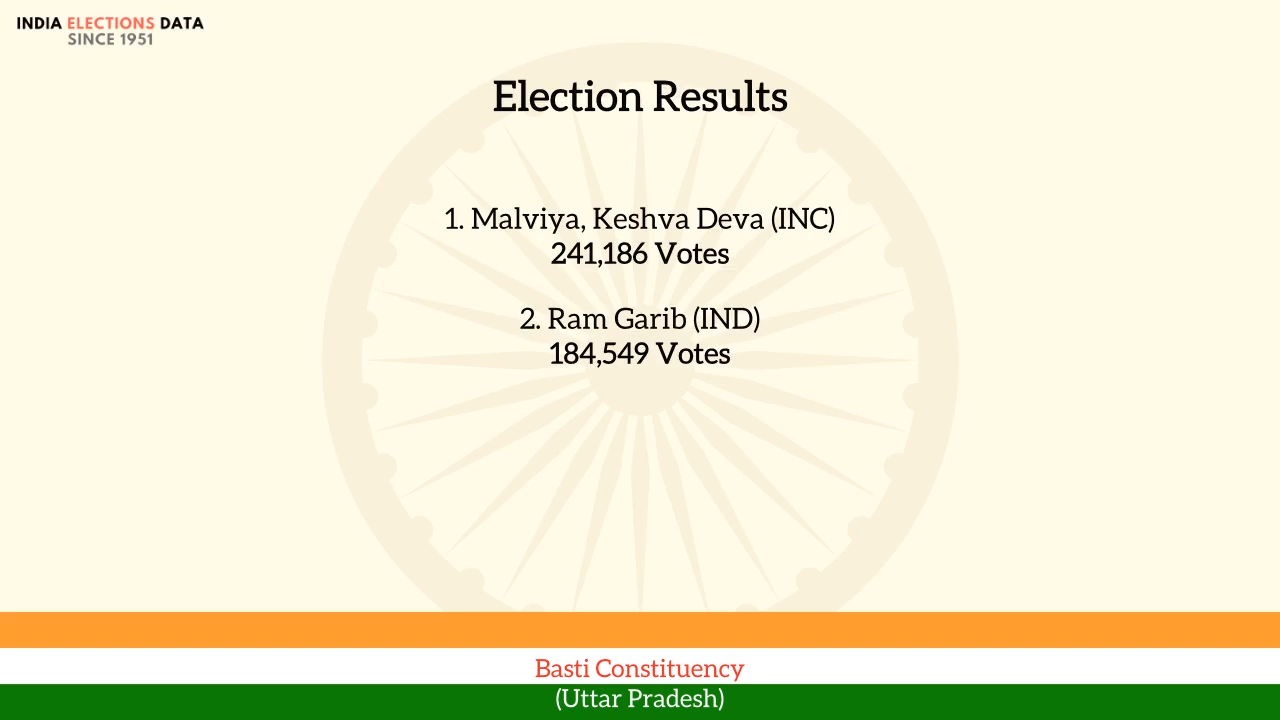 INDIA ELECTIONS DATA
SINCE 1951
Election Results
1. Malviya, Keshva Deva (INC)
241,186 Votes
2. Ram Garib (IND)
184,549 Votes
Basti Constituency
(Uttar Pradesh)